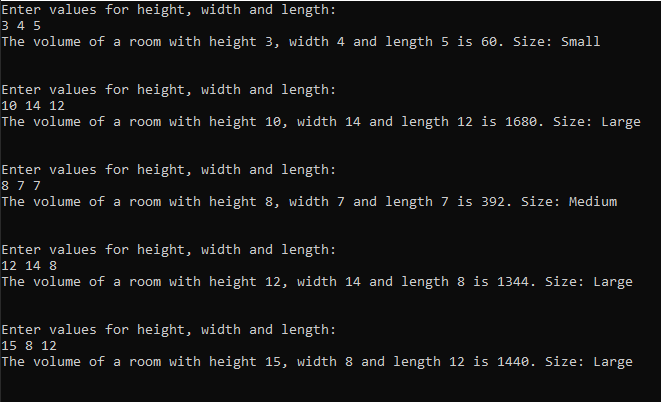 Enter values for height, width and length:
3 4 5
The volume of a room with height 3, width 4 and length 5 is 60. Size: Small
Enter values for height, width and length:
10 14 12
The volume of a room with height 10, width 14 and length 12 is 1680. Size: Large
Enter values for height, width and length:
8 7 7
The volume of a room with height 8, width 7 and length 7 is 392. Size: Medium
Enter values for height, width and length:
12 14 8
The volume of a room with height 12, width 14 and length 8 is 1344. Size: Large
Enter values for height, width and length:
15 8 12
The volume of a room with height 15, width 8 and length 12 is 1440. Size: Large